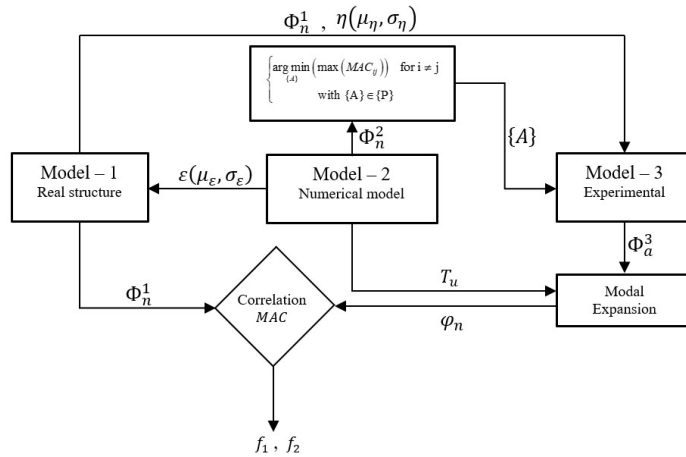 Φ_n^1 , η(μ_η, σ_η)
{ arg min_{A} (max (MAC_ij)) for i ≠ j
with {A} ∈ {P}
Φ_n^2
{A}
Model – 1
Real structure
ε(μ_ε, σ_ε)
Model – 2
Numerical model
Model – 3
Experimental
Φ_a^3
Φ_n^1
Correlation
MAC
T_u
φ_n
Modal
Expansion
f_1 , f_2